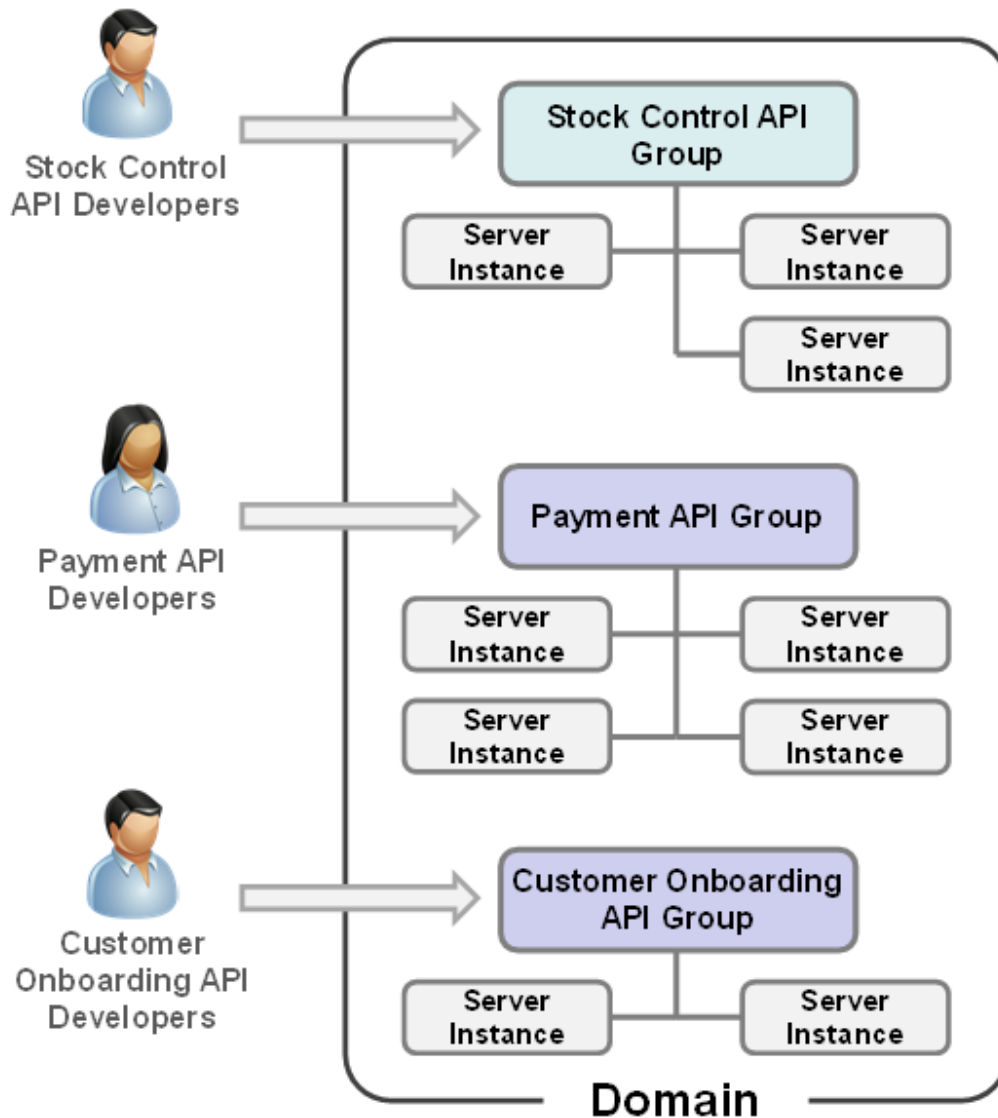 Stock Control
API Developers
Stock Control API
Group
Server
Instance
Server
Instance
Server
Instance
Payment API
Developers
Payment API Group
Server
Instance
Server
Instance
Server
Instance
Server
Instance
Customer
Onboarding API
Developers
Customer Onboarding
API Group
Server
Instance
Server
Instance
Domain